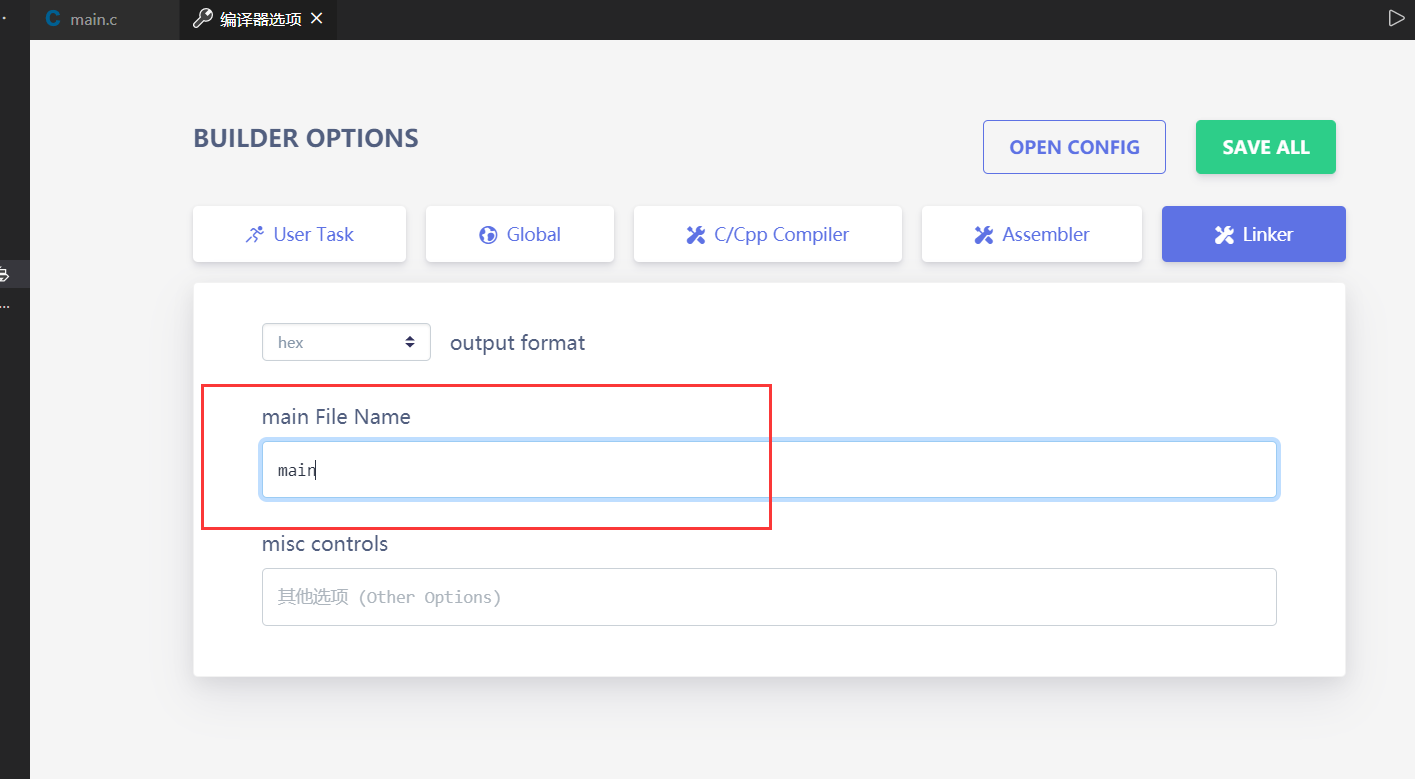 main.c
编译器选项
BUILDER OPTIONS
OPEN CONFIG
SAVE ALL
User Task
Global
C/Cpp Compiler
Assembler
Linker
hex
output format
main File Name
main
misc controls
其他选项 (Other Options)